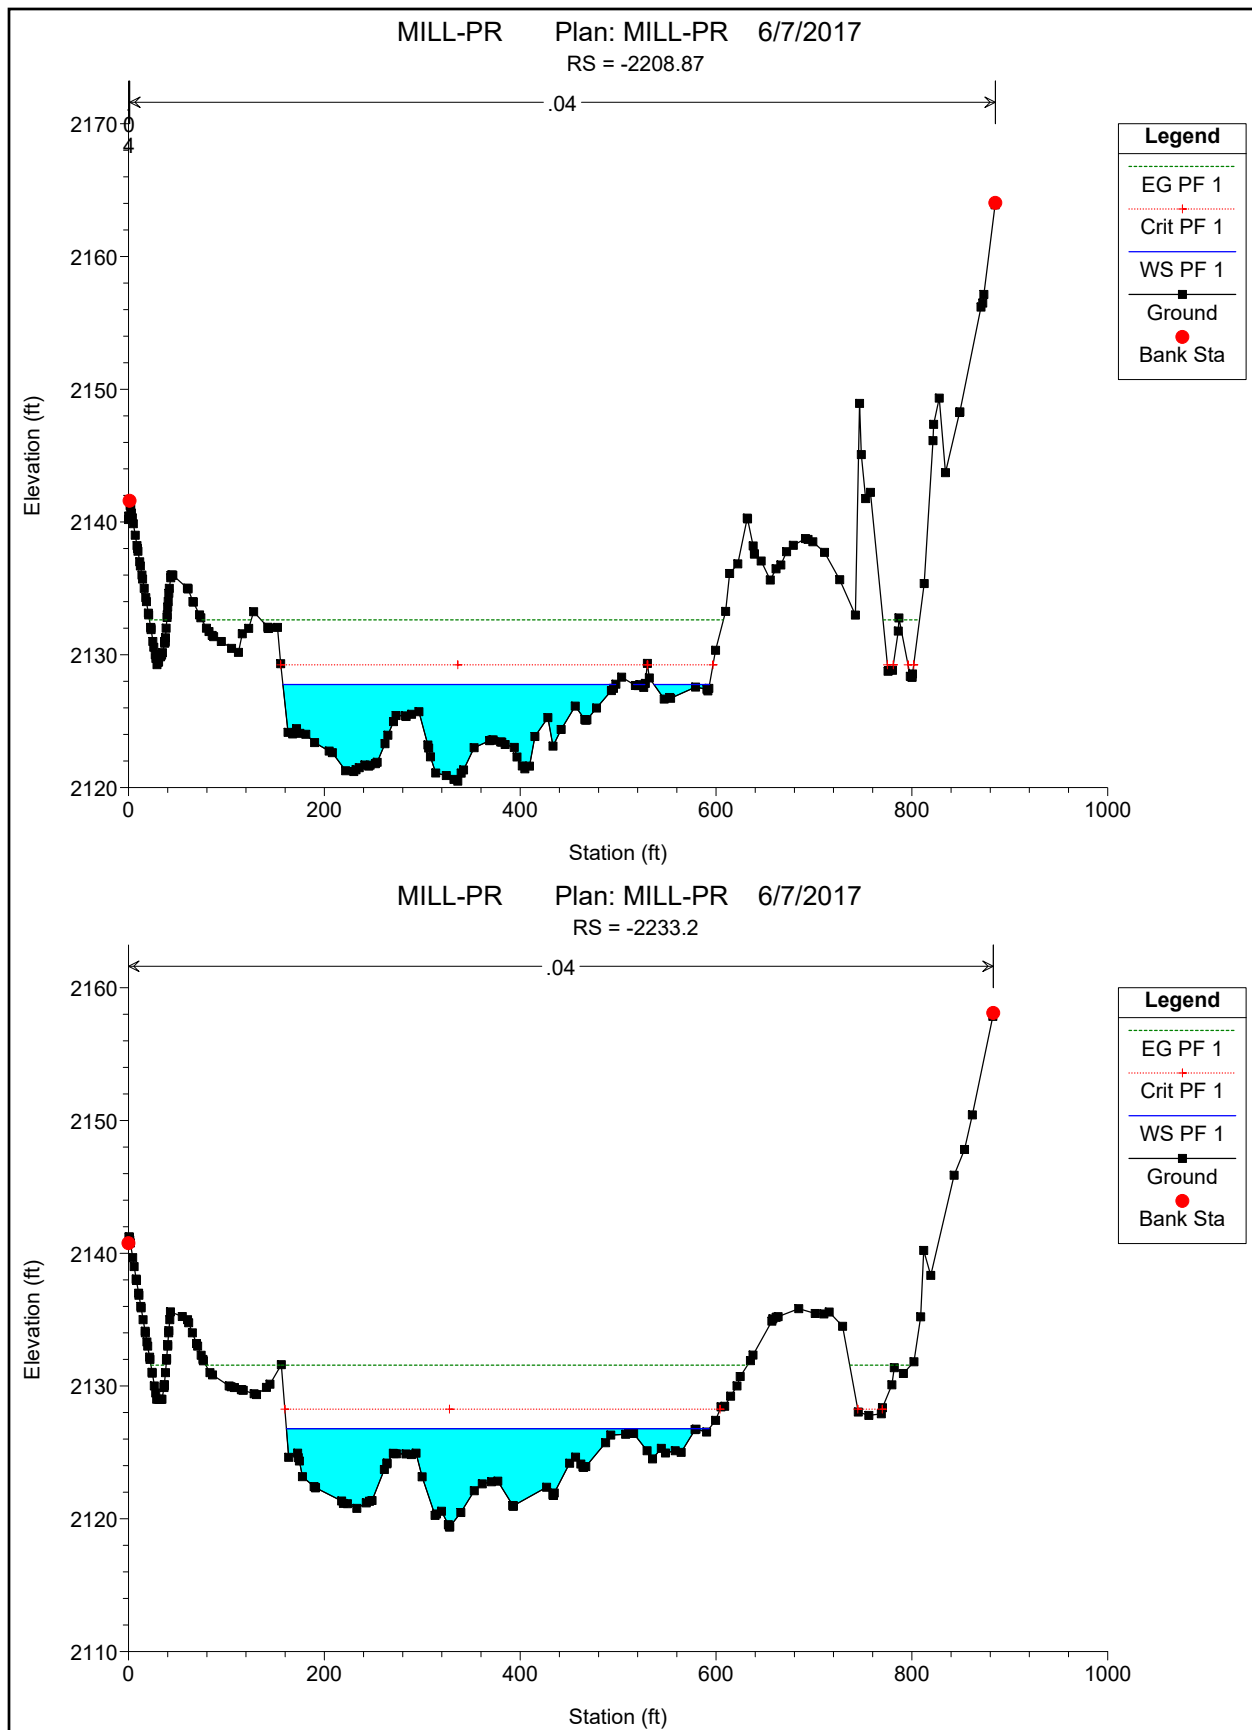 MILL-PR Plan: MILL-PR 6/7/2017
RS = -2208.87
.04
0
4
2170
2160
2150
2140
2130
2120
Elevation (ft)
0 200 400 600 800 1000
Station (ft)
Legend
EG PF 1
Crit PF 1
WS PF 1
Ground
Bank Sta
MILL-PR Plan: MILL-PR 6/7/2017
RS = -2233.2
.04
2160
2150
2140
2130
2120
2110
Elevation (ft)
0 200 400 600 800 1000
Station (ft)
Legend
EG PF 1
Crit PF 1
WS PF 1
Ground
Bank Sta